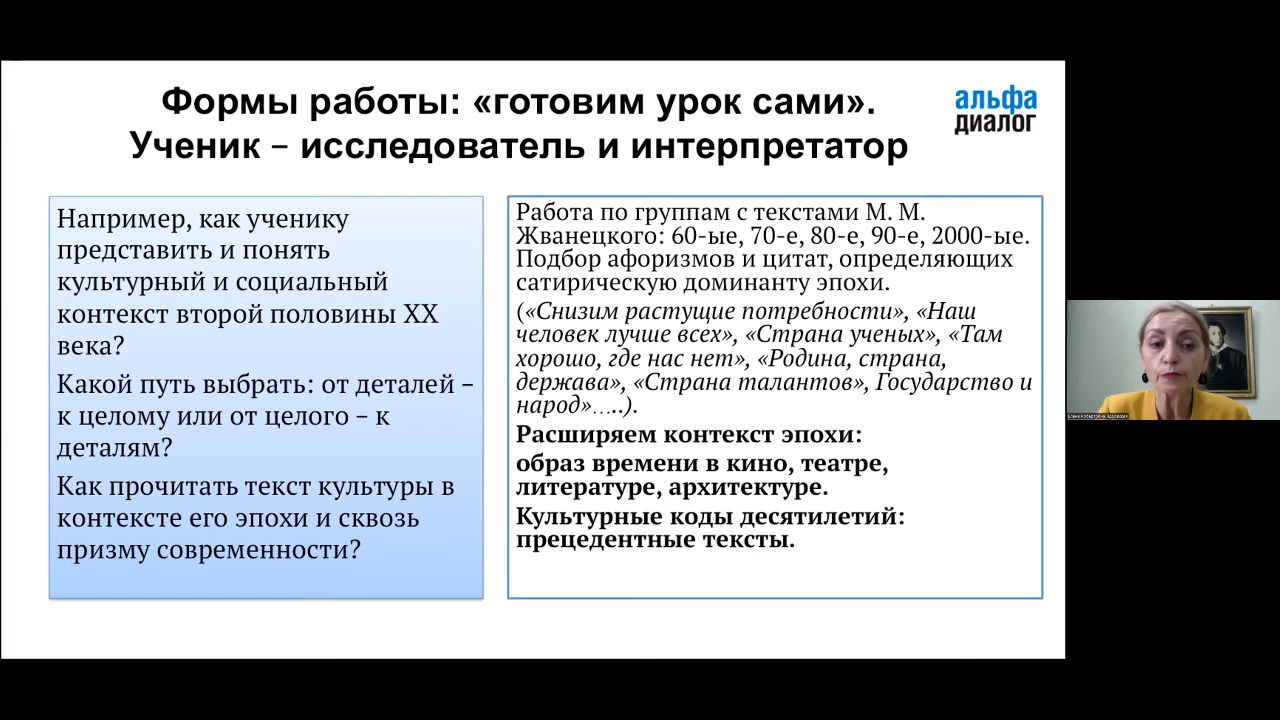 Формы работы: «готовим урок сами».
Ученик – исследователь и интерпретатор
альфа
диалог
Например, как ученику
представить и понять
культурный и социальный
контекст второй половины XX
века?
Какой путь выбрать: от деталей –
к целому или от целого – к
деталям?
Как прочитать текст культуры в
контексте его эпохи и сквозь
призму современности?
Работа по группам с текстами М. М.
Жванецкого: 60-ые, 70-е, 80-е, 90-е, 2000-ые.
Подбор афоризмов и цитат, определяющих
сатирическую доминанту эпохи.
(«Снизим растущие потребности», «Наш
человек лучше всех», «Страна ученых», «Там
хорошо, где нас нет», «Родина, страна,
держава», «Страна талантов», Государство и
народ»…..).
Расширяем контекст эпохи:
образ времени в кино, театре,
литературе, архитектуре.
Культурные коды десятилетий:
прецедентные тексты.
Елена Робертовна Ядровская